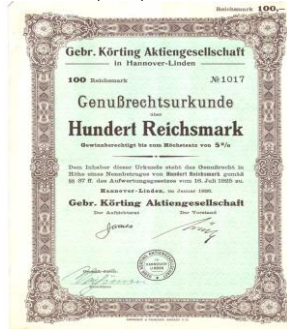 Reichsmark 100,—
Gebr. Körting Aktiengesellschaft
in Hannover-Linden
100 Reichsmark № 1017
Genußrechtsurkunde
über
Hundert Reichsmark
Gewinnberechtigt bis zum Höchstsatz von 5%
Dem Inhaber dieser Urkunde steht das Genußrecht in
Höhe eines Nennbetrages von Hundert Reichsmark gemäß
§§ 37 ff. des Aufwertungsgesetzes vom 16. Juli 1925 zu.
Hannover-Linden, im Januar 1926.
Gebr. Körting Aktiengesellschaft
Der Aufsichtsrat Der Vorstand